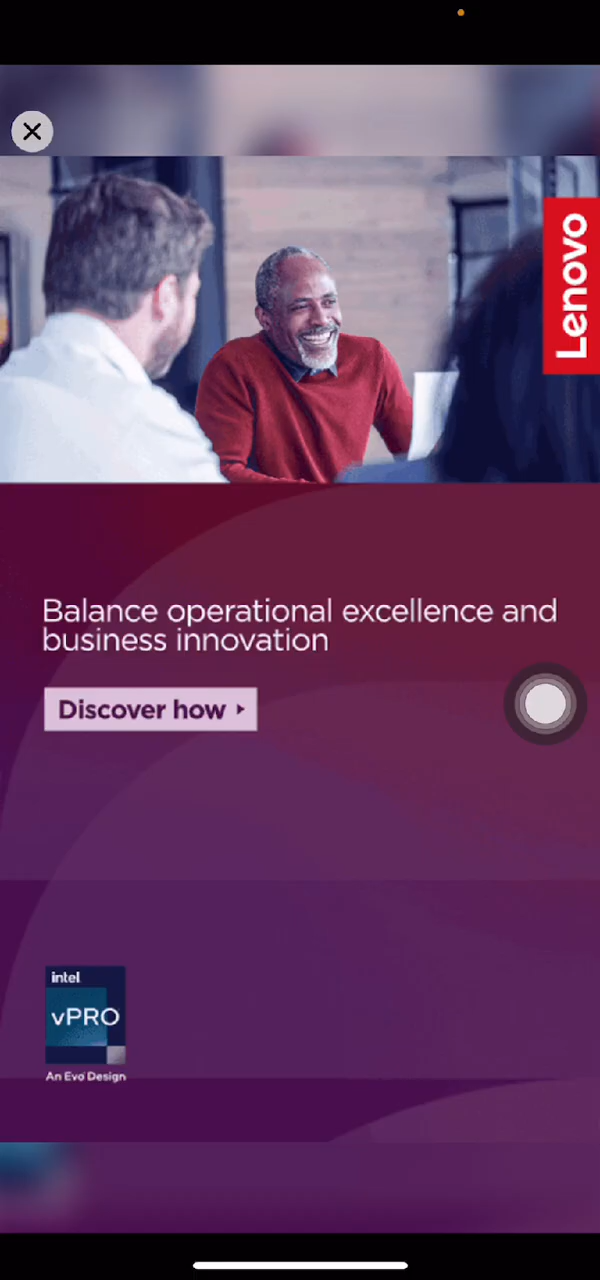 Lenovo
Balance operational excellence and
business innovation
Discover how
intel
vPRO
An Evo Design